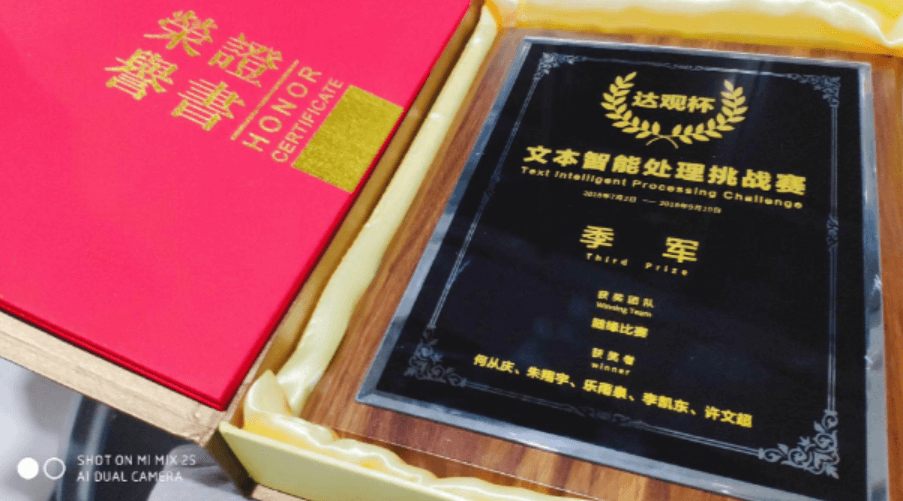 榮譽
證書
HONOR
CERTIFICATE
达观杯
文本智能处理挑战赛
Text Intelligent Processing Challenge
2018年7月2日 —— 2018年9月10日
季 军
Third Prize
获奖团队
Winning Team
随缘比赛
获奖者
winner
何从庆、朱翔宇、乐雨泉、李凯东、许文超
SHOT ON MI MIX 2S
AI DUAL CAMERA